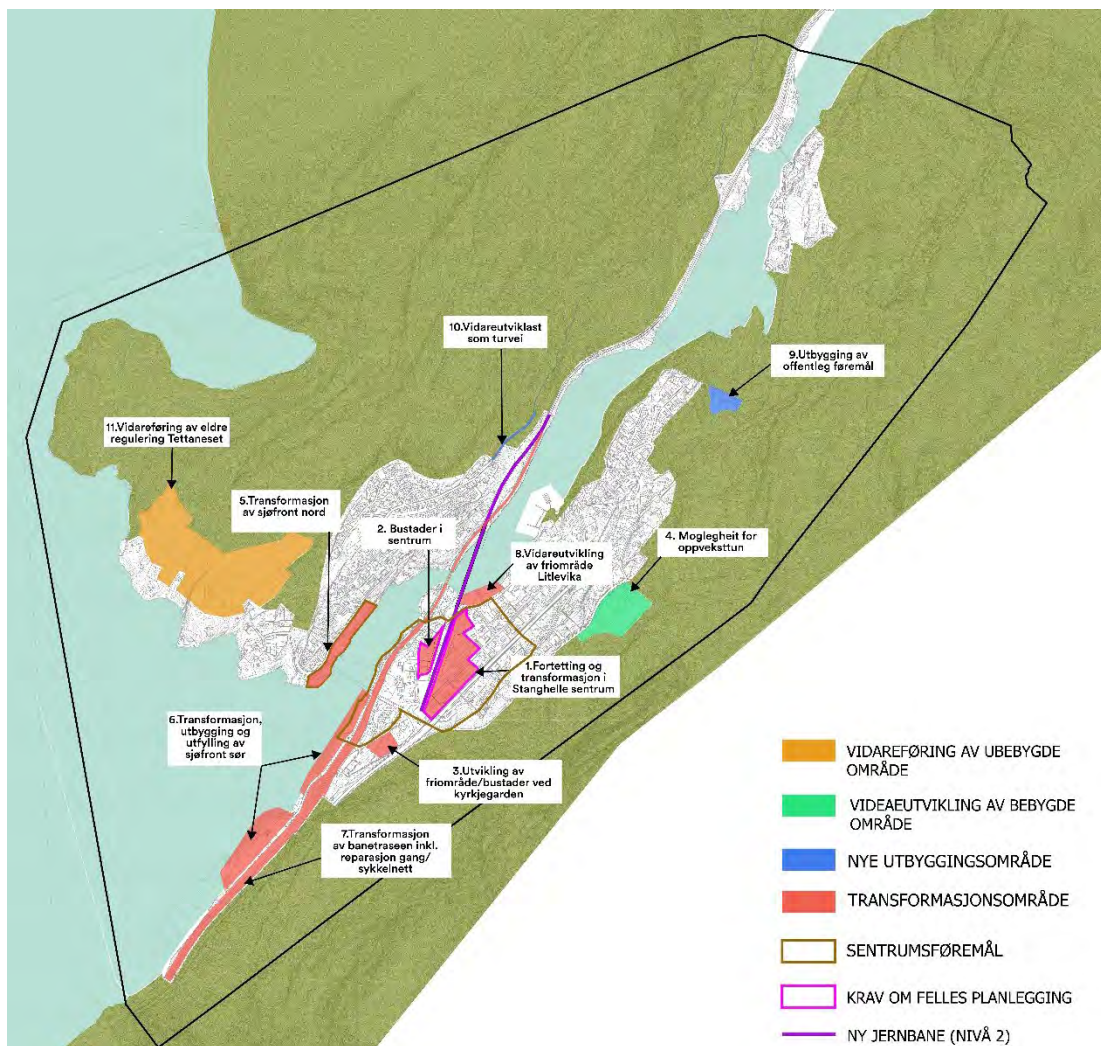 10.Vidareutviklast
som turvei
9.Utbygging av
offentleg føremål
11.Vidareføring av eldre
regulering Tettaneset
5.Transformasjon
av sjøfront nord
2. Bustader i
sentrum
4. Moglegheit for
oppveksttun
8.Vidareutvikling
av friområde
Litlevika
1.Fortetting og
transformasjon i
Stanghelle sentrum
6.Transformasjon,
utbygging og
utfylling av
sjøfront sør
3.Utvikling av
friområde/bustader ved
kyrkjegarden
7.Transformasjon
av banetraseen inkl.
reparasjon gang/
sykkelnett
VIDAREFØRING AV UBEBYGDE
OMRÅDE
VIDEAEUTVIKLING AV BEBYGDE
OMRÅDE
NYE UTBYGGINGSOMRÅDE
TRANSFORMASJONSOMRÅDE
SENTRUMSFØREMÅL
KRAV OM FELLES PLANLEGGING
NY JERNBANE (NIVÅ 2)